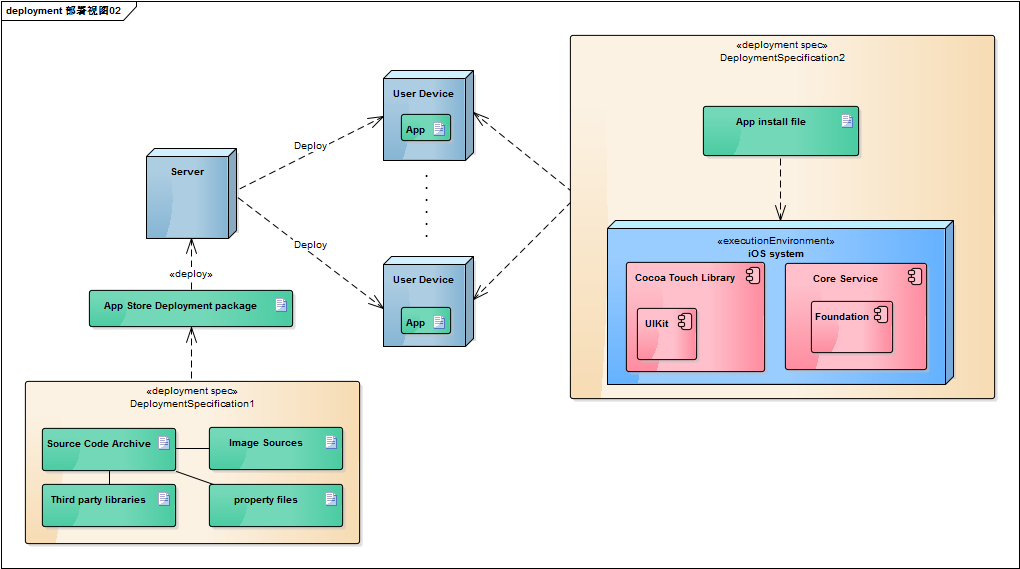 deployment 部署视图02
«deployment spec»
DeploymentSpecification2
User Device
App
App install file
Deploy
Server
«executionEnvironment»
iOS system
Deploy
«deploy»
User Device
Cocoa Touch Library
Core Service
App Store Deployment package
App
UIKit
Foundation
«deployment spec»
DeploymentSpecification1
Source Code Archive
Image Sources
Third party libraries
property files